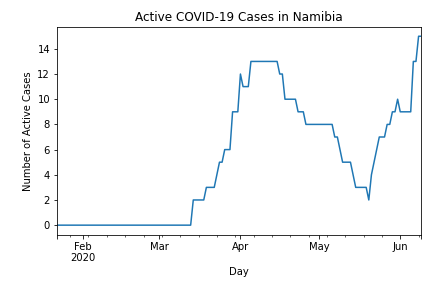 Active COVID-19 Cases in Namibia
Number of Active Cases
14
12
10
8
6
4
2
0
Feb
2020
Mar
Apr
May
Jun
Day